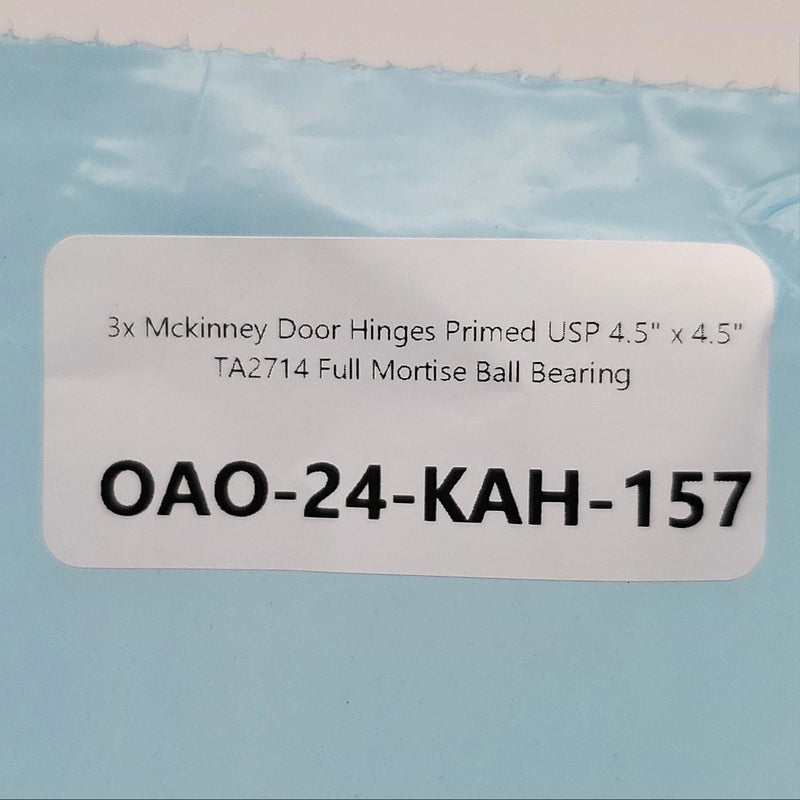 3x Mckinney Door Hinges Primed USP 4.5" x 4.5"
TA2714 Full Mortise Ball Bearing
OAO-24-KAH-157